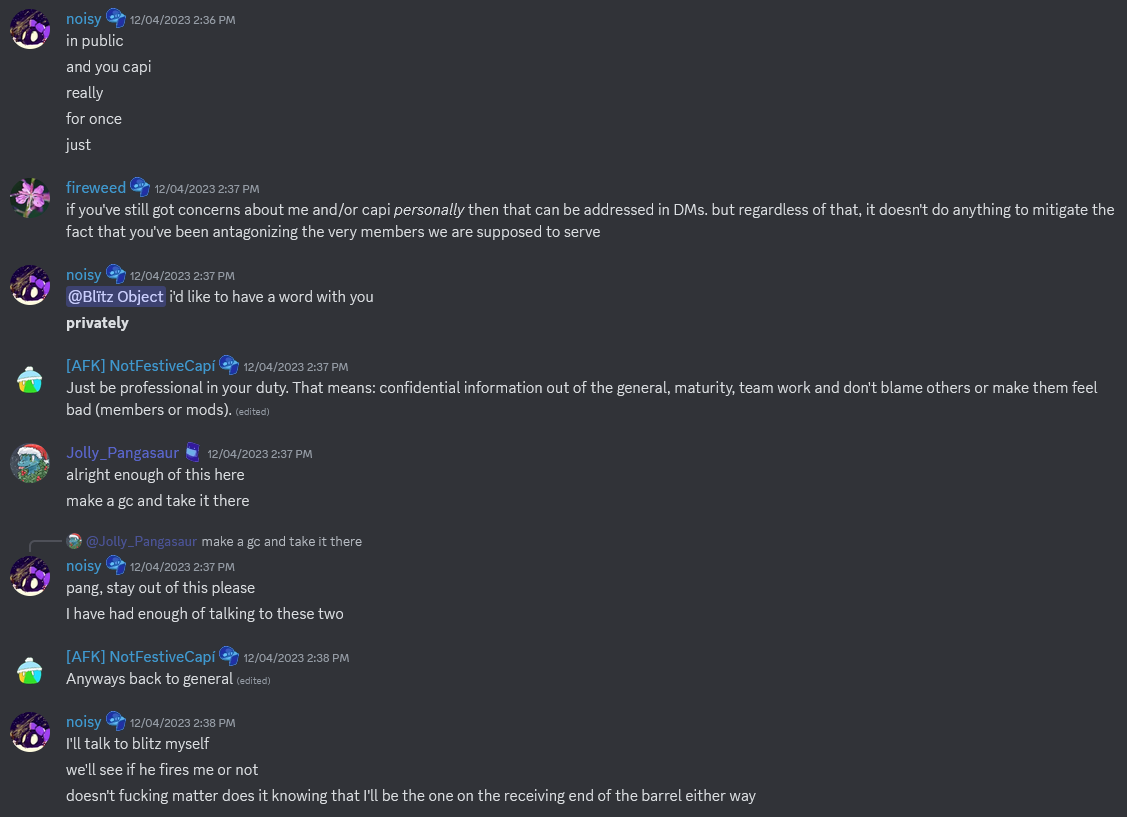 noisy 12/04/2023 2:36 PM
in public
and you capi
really
for once
just
fireweed 12/04/2023 2:37 PM
if you've still got concerns about me and/or capi personally then that can be addressed in DMs. but regardless of that, it doesn't do anything to mitigate the
fact that you've been antagonizing the very members we are supposed to serve
noisy 12/04/2023 2:37 PM
@Blïtz Object i'd like to have a word with you
privately
[AFK] NotFestiveCapí 12/04/2023 2:37 PM
Just be professional in your duty. That means: confidential information out of the general, maturity, team work and don't blame others or make them feel
bad (members or mods). (edited)
Jolly_Pangasaur 12/04/2023 2:37 PM
alright enough of this here
make a gc and take it there
@Jolly_Pangasaur make a gc and take it there
noisy 12/04/2023 2:37 PM
pang, stay out of this please
I have had enough of talking to these two
[AFK] NotFestiveCapí 12/04/2023 2:38 PM
Anyways back to general (edited)
noisy 12/04/2023 2:38 PM
I'll talk to blitz myself
we'll see if he fires me or not
doesn't fucking matter does it knowing that I'll be the one on the receiving end of the barrel either way